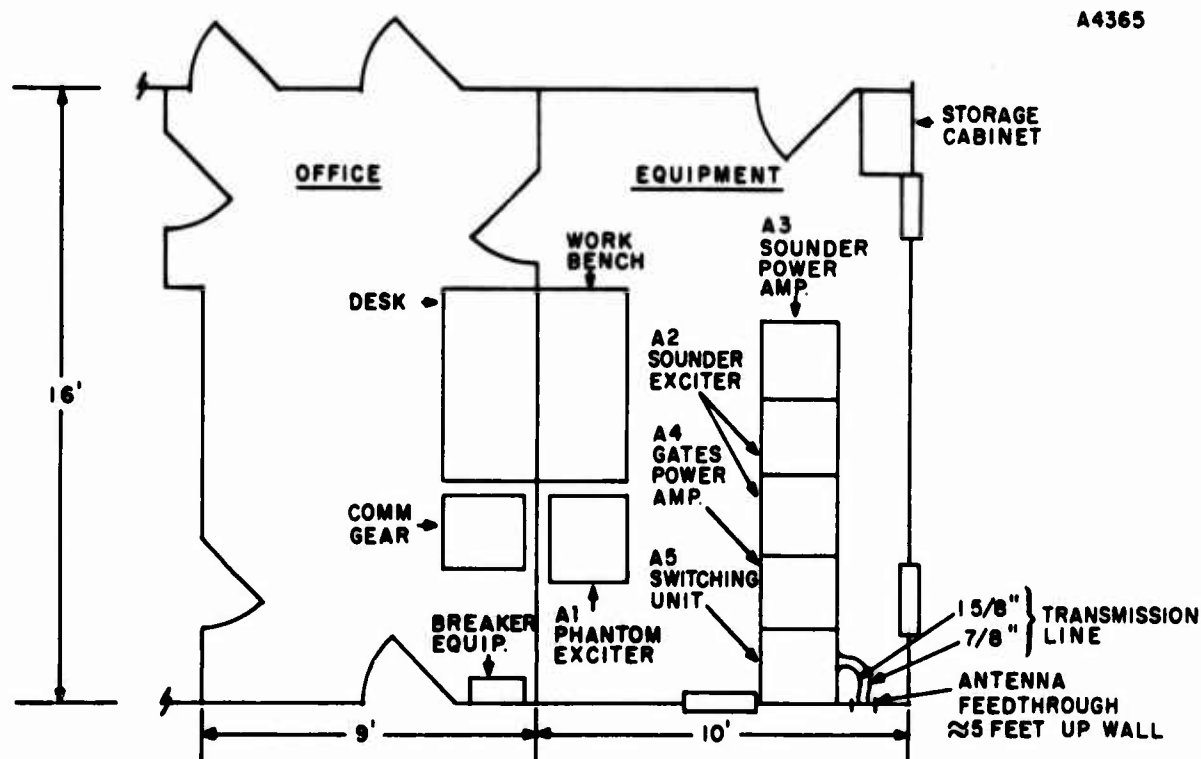 A4365
STORAGE
CABINET
OFFICE
EQUIPMENT
A3
SOUNDER
POWER
AMP.
WORK
BENCH
DESK
A2
SOUNDER
EXCITER
16'
A4
GATES
POWER
AMP.
COMM
GEAR
A5
SWITCHING
UNIT
BREAKER
EQUIP.
A1
PHANTOM
EXCITER
1 5/8"
7/8"
TRANSMISSION
LINE
ANTENNA
FEEDTHROUGH
≈5 FEET UP WALL
9'
10'